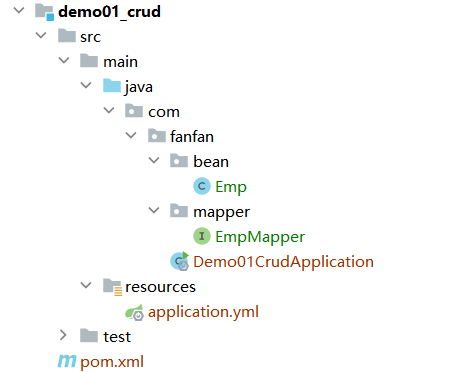 demo01_crud
src
main
java
com
fanfan
bean
C Emp
mapper
I EmpMapper
Demo01CrudApplication
resources
application.yml
test
m pom.xml